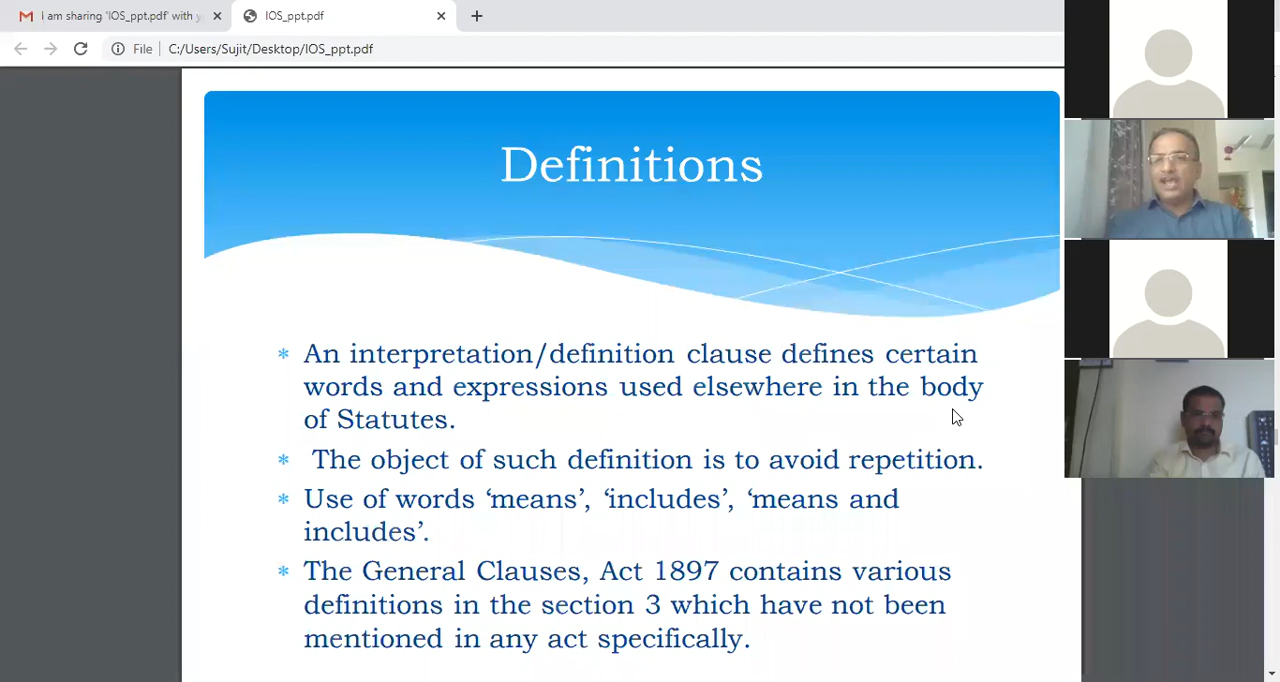 I am sharing 'IOS_ppt.pdf' with
IOS_ppt.pdf
File
C:/Users/Sujit/Desktop/IOS_ppt.pdf
Definitions
* An interpretation/definition clause defines certain
words and expressions used elsewhere in the body
of Statutes.
* The object of such definition is to avoid repetition.
* Use of words ‘means’, ‘includes’, ‘means and
includes’.
* The General Clauses, Act 1897 contains various
definitions in the section 3 which have not been
mentioned in any act specifically.